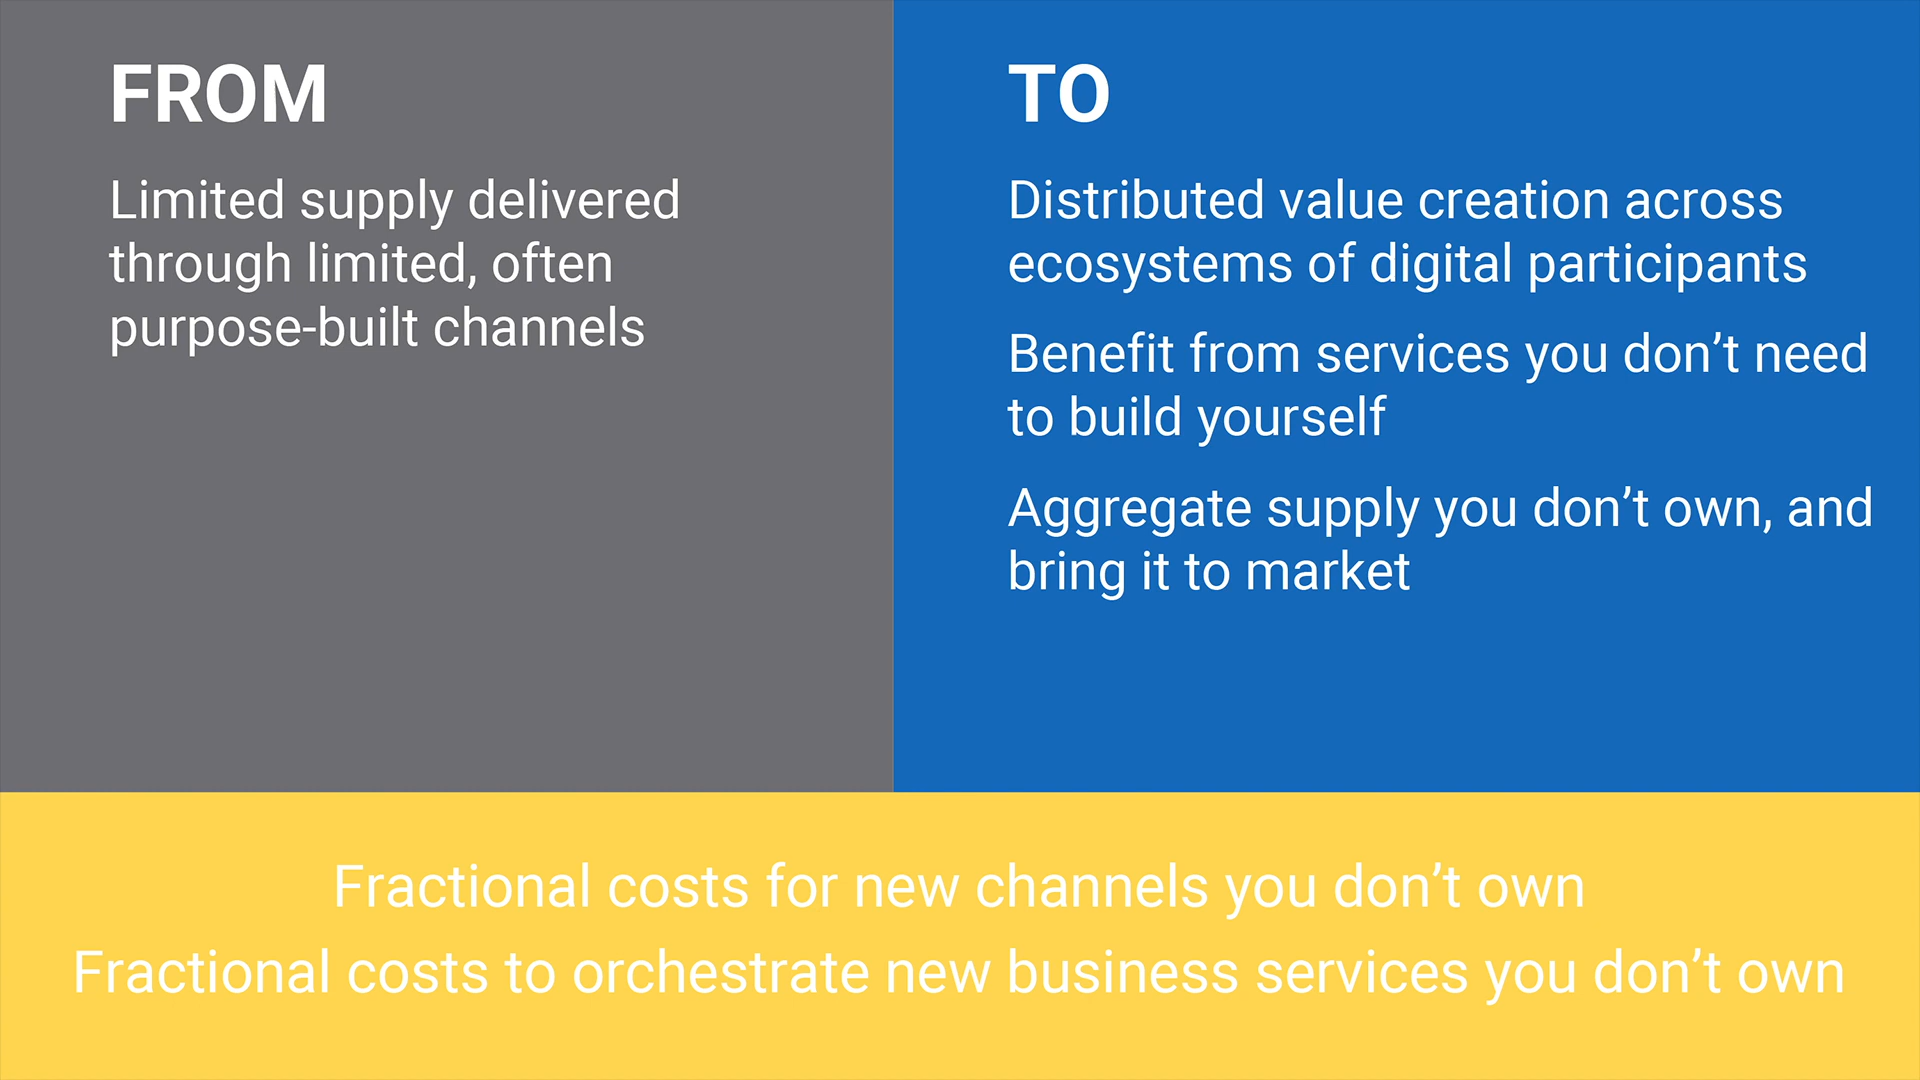 FROM
Limited supply delivered
through limited, often
purpose-built channels
TO
Distributed value creation across
ecosystems of digital participants
Benefit from services you don’t need
to build yourself
Aggregate supply you don’t own, and
bring it to market
Fractional costs for new channels you don’t own
Fractional costs to orchestrate new business services you don’t own